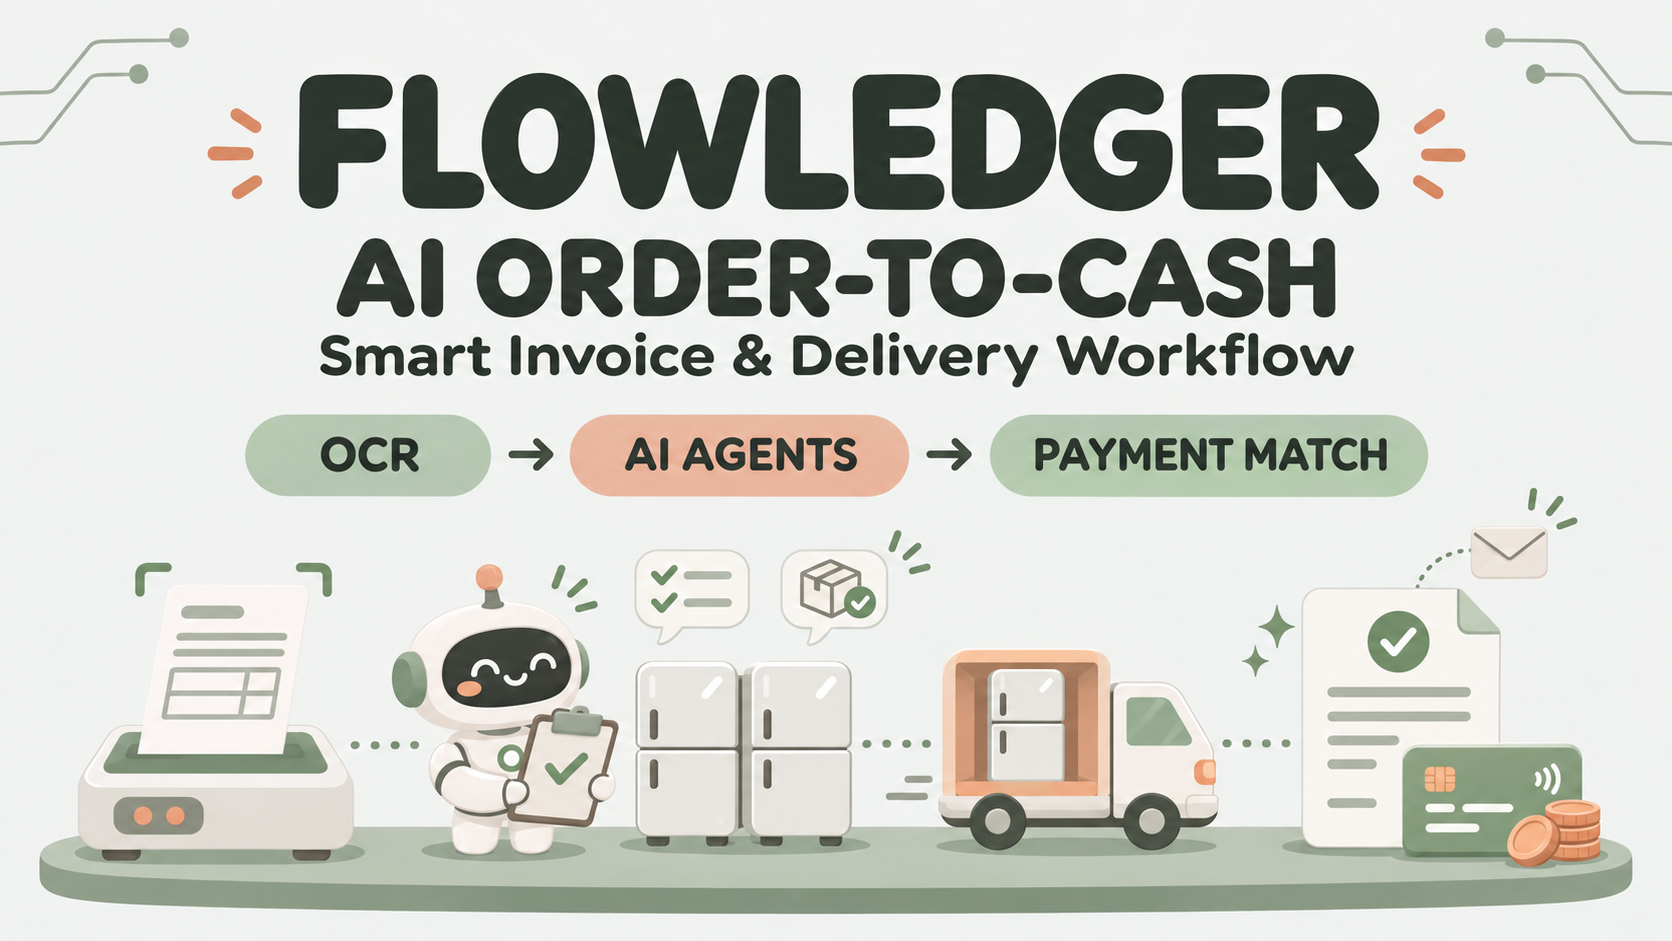 FLOWLEDGER
AI ORDER-TO-CASH
Smart Invoice & Delivery Workflow
OCR → AI AGENTS → PAYMENT MATCH